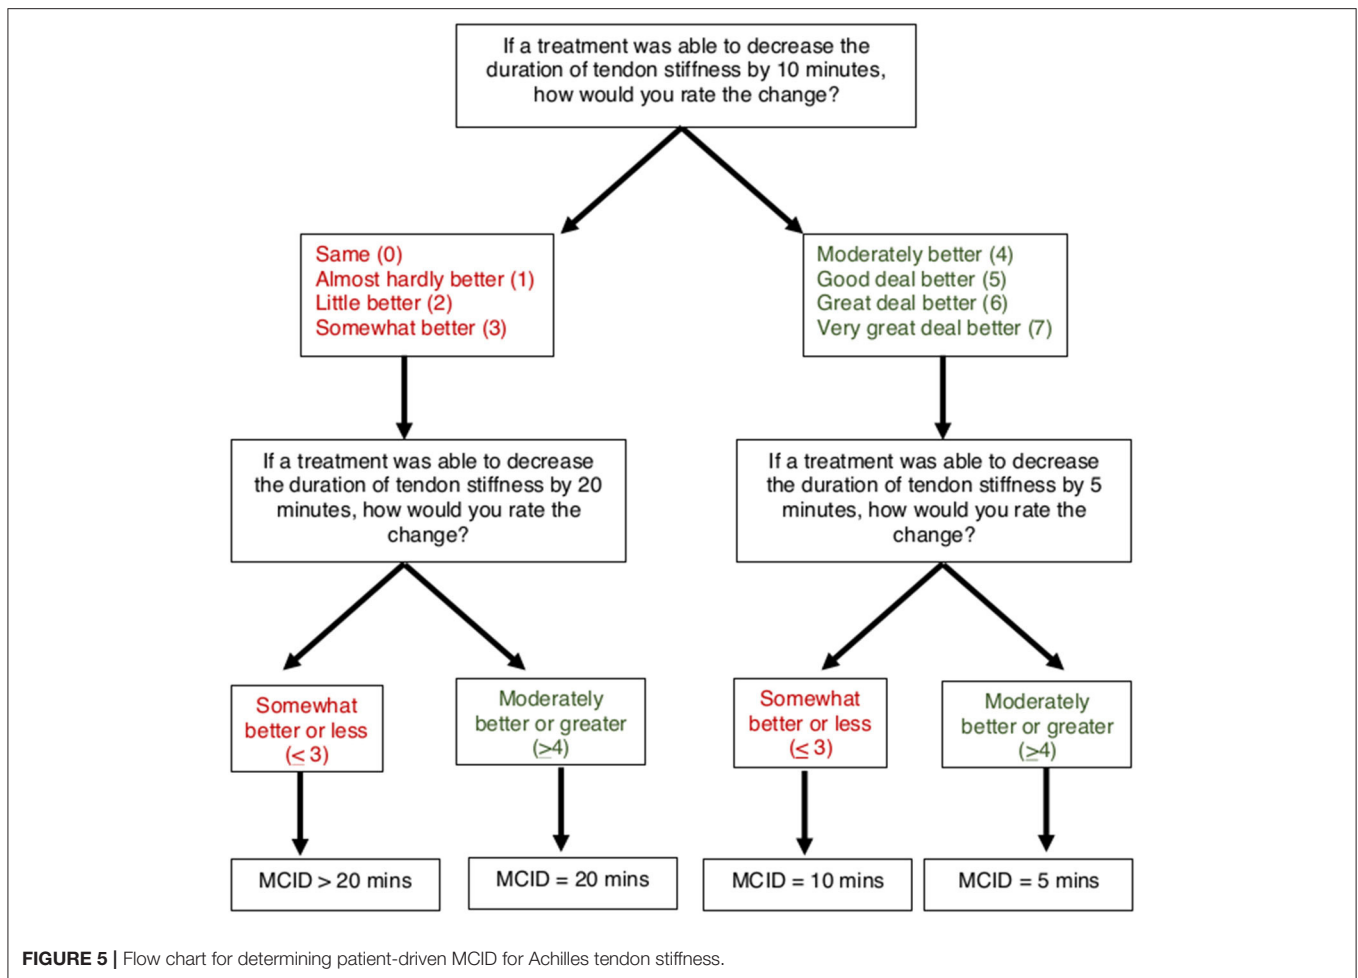 If a treatment was able to decrease the
duration of tendon stiffness by 10 minutes,
how would you rate the change?
Same (0)
Almost hardly better (1)
Little better (2)
Somewhat better (3)
Moderately better (4)
Good deal better (5)
Great deal better (6)
Very great deal better (7)
If a treatment was able to decrease
the duration of tendon stiffness by 20
minutes, how would you rate the
change?
If a treatment was able to decrease
the duration of tendon stiffness by 5
minutes, how would you rate the
change?
Somewhat
better or less
(≤ 3)
Moderately
better or greater
(≥4)
Somewhat
better or less
(≤ 3)
Moderately
better or greater
(≥4)
MCID > 20 mins
MCID = 20 mins
MCID = 10 mins
MCID = 5 mins
FIGURE 5 | Flow chart for determining patient-driven MCID for Achilles tendon stiffness.